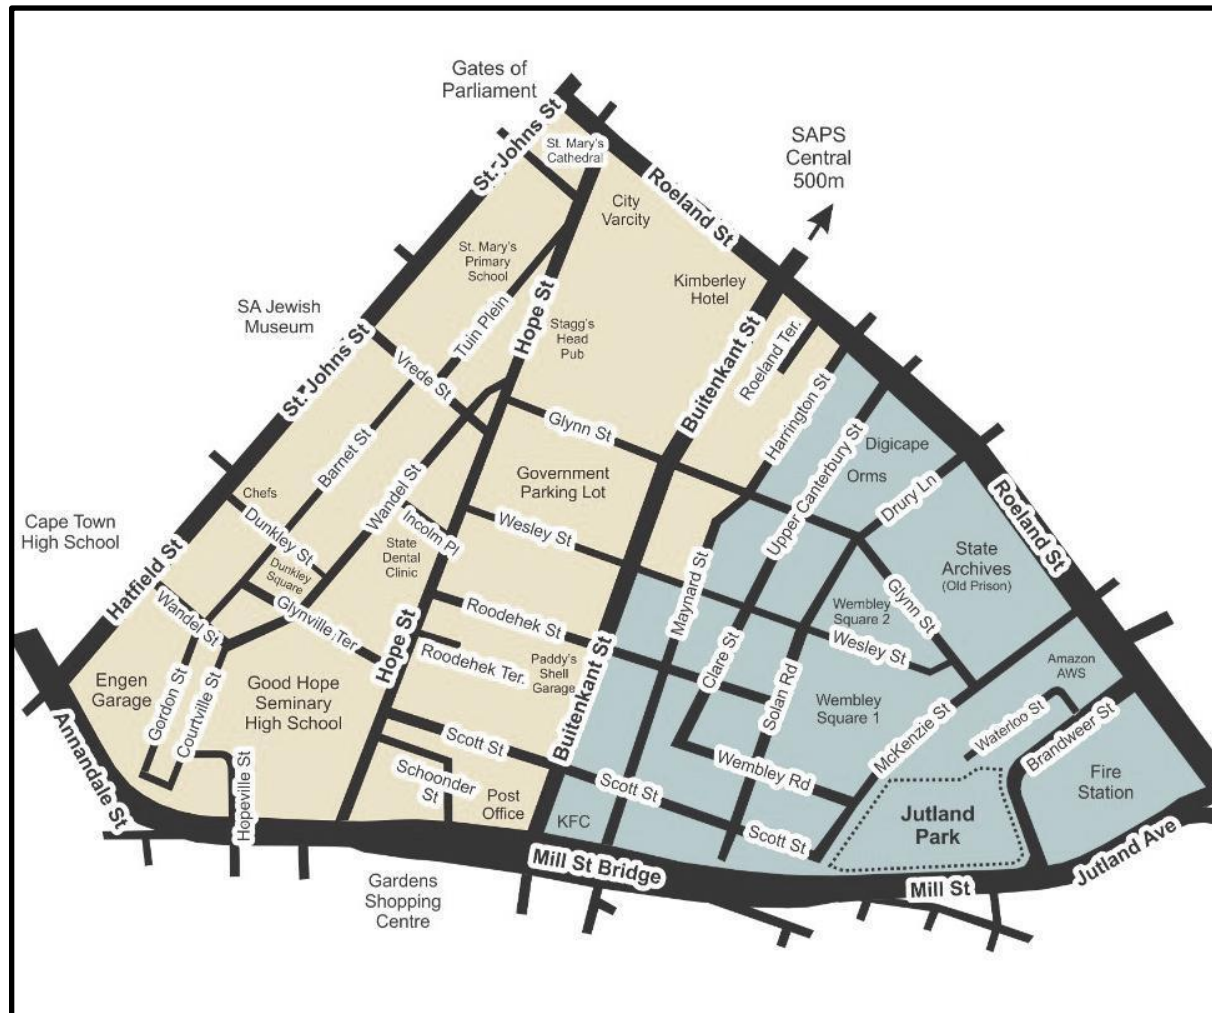 Gates of
Parliament
St. Johns St
St. Mary's
Cathedral
SAPS
Central
500m
Roeland St
City
Varcity
St. Mary's
Primary
School
Kimberley
Hotel
SA Jewish
Museum
Tuin Plein
Hope St
Stagg's
Head
Pub
Buitenkant St
Roeland Ter.
St. Johns St
Vrede St
Harrington St
Glynn St
Barnet St
Wandel St
Upper Canterbury St
Digicape
Orms
Government
Parking Lot
Drury Ln
Roeland St
Chefs
Dunkley St
Incolm Pl
Wesley St
Cape Town
High School
State
Dental
Clinic
Hatfield St
Dunkley
Square
Maynard St
State
Archives
(Old Prison)
Wandel St
Glynville Ter
Roodehek St
Wembley
Square 2
Glynn St
Hope St
Wesley St
Clare St
Roodehek Ter.
Paddy's
Shell
Garage
Amazon
AWS
Engen
Garage
Gordon St
Courtville St
Good Hope
Seminary
High School
Buitenkant St
Solan Rd
Wembley
Square 1
McKenzie St
Waterloo St
Brandweer St
Scott St
Wembley Rd
Annandale St
Hopeville St
Schoonder
St
Scott St
Fire
Station
Post
Office
KFC
Scott St
Jutland
Park
Mill St Bridge
Jutland Ave
Mill St
Gardens
Shopping
Centre